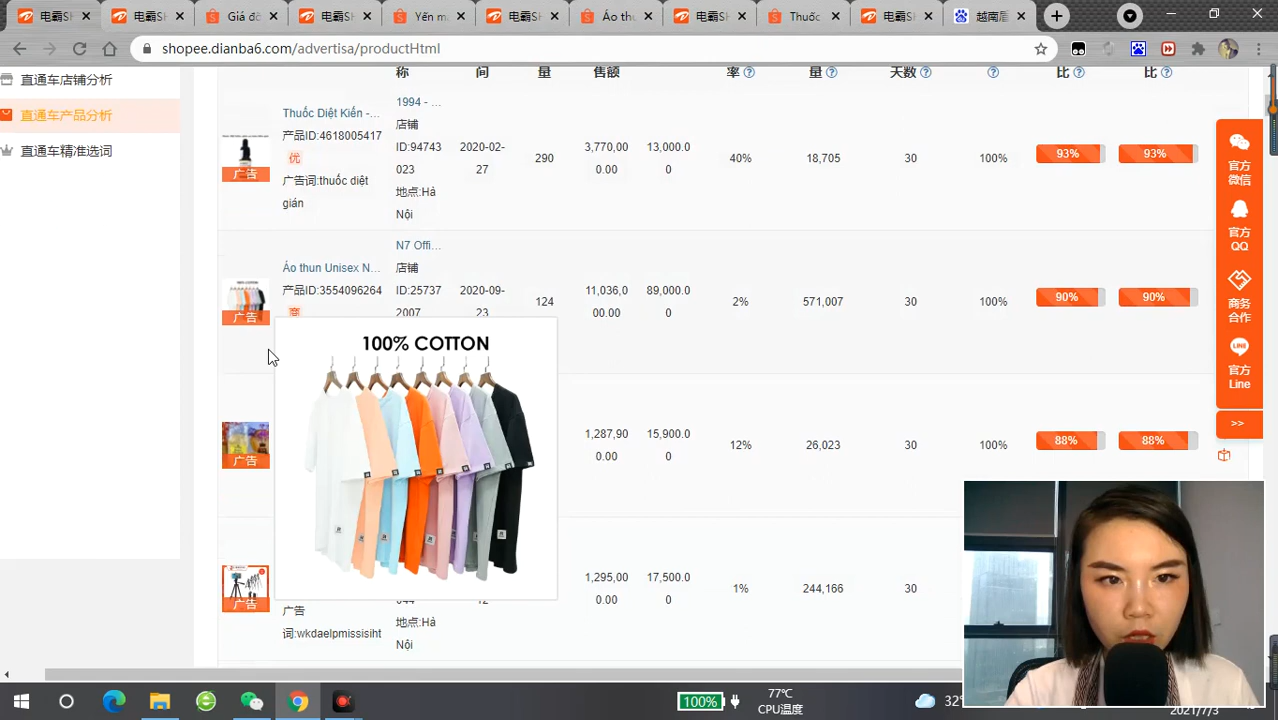 电霸SH
电霸SH
Giá đỡ
电霸SH
Yếm m
电霸SH
Áo thu
电霸SH
Thuốc
电霸SH
越南盾
shopee.dianba6.com/advertisa/productHtml
直通车店铺分析
直通车产品分析
直通车精准选词
称
间
量
售额
率
量
天数
比
比
Thuốc Diệt Kiến -...
产品ID:4618005417
优
广告词:thuốc diệt
gián
广告
1994 - ...
店铺
ID:94743
023
地点:Hà
Nội
2020-02-
27
290
3,770,00
0.00
13,000.0
0
40%
18,705
30
100%
93%
93%
Áo thun Unisex N...
产品ID:3554096264
商
广告
N7 Offi...
店铺
ID:25737
2007
2020-09-
23
124
11,036,0
00.00
89,000.0
0
2%
571,007
30
100%
90%
90%
100% COTTON
广告
1,287,90
0.00
15,900.0
0
12%
26,023
30
100%
88%
88%
广告
广告
词:wkdaelpmissisiht
地点:Hà
Nội
1,295,00
0.00
17,500.0
0
1%
244,166
30
官方
微信
官方
QQ
商务
合作
LINE
官方
Line
>>
100%
77℃
CPU温度
32°
2021/7/3